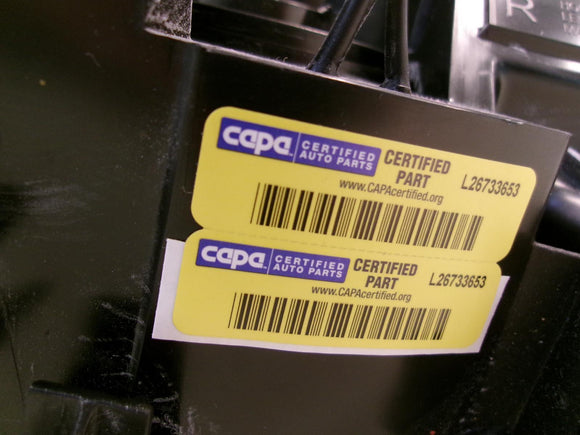 R
capa CERTIFIED AUTO PARTS
CERTIFIED PART
L26733653
www.CAPAcertified.org
capa CERTIFIED AUTO PARTS
CERTIFIED PART
L26733653
www.CAPAcertified.org